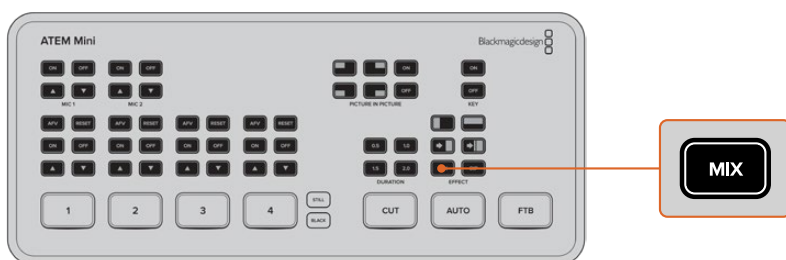 ATEM Mini
Blackmagicdesign
ON OFF ON OFF ON ON
OFF OFF
MIC 1 MIC 2 PICTURE IN PICTURE KEY
AFV RESET AFV RESET AFV RESET AFV RESET
ON OFF ON OFF ON OFF ON OFF 0.5 1.0
1.5 2.0
DURATION EFFECT
MIX
1 2 3 4 STILL CUT AUTO FTB
BLACK